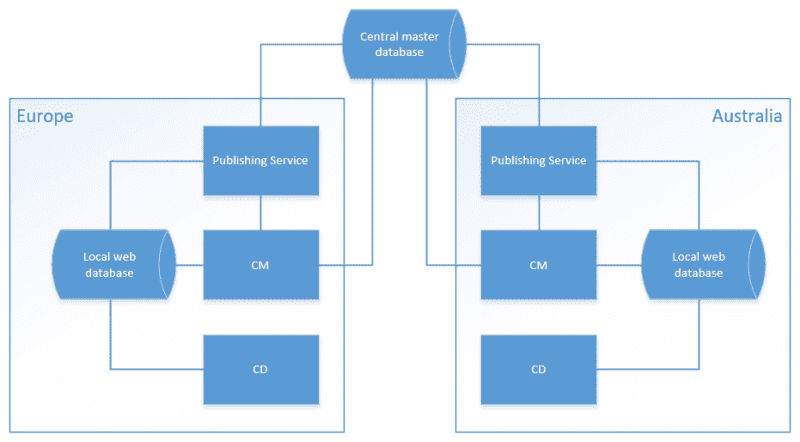 Central master
database
Europe
Publishing Service
Local web
database
CM
CD
Australia
Publishing Service
CM
Local web
database
CD